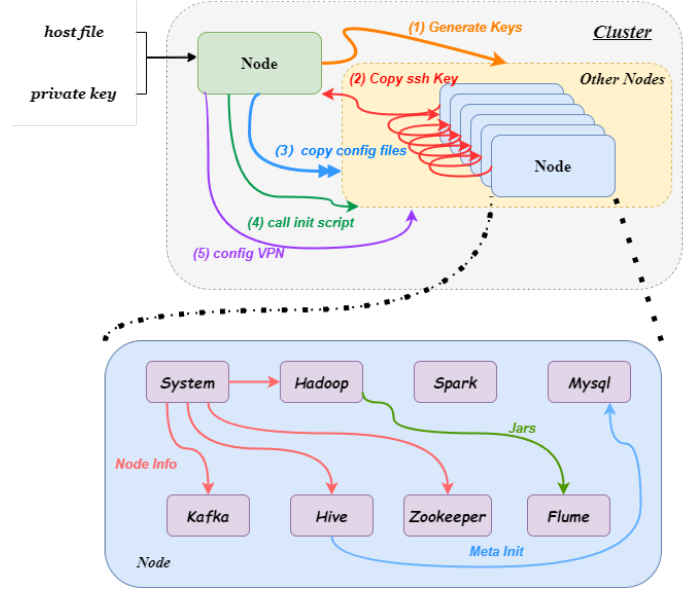 host file
private key
Node
(1) Generate Keys
Cluster
(2) Copy ssh Key
Other Nodes
(3) copy config files
Node
(4) call init script
(5) config VPN
System
Hadoop
Spark
Mysql
Jars
Node Info
Kafka
Hive
Zookeeper
Flume
Meta Init
Node